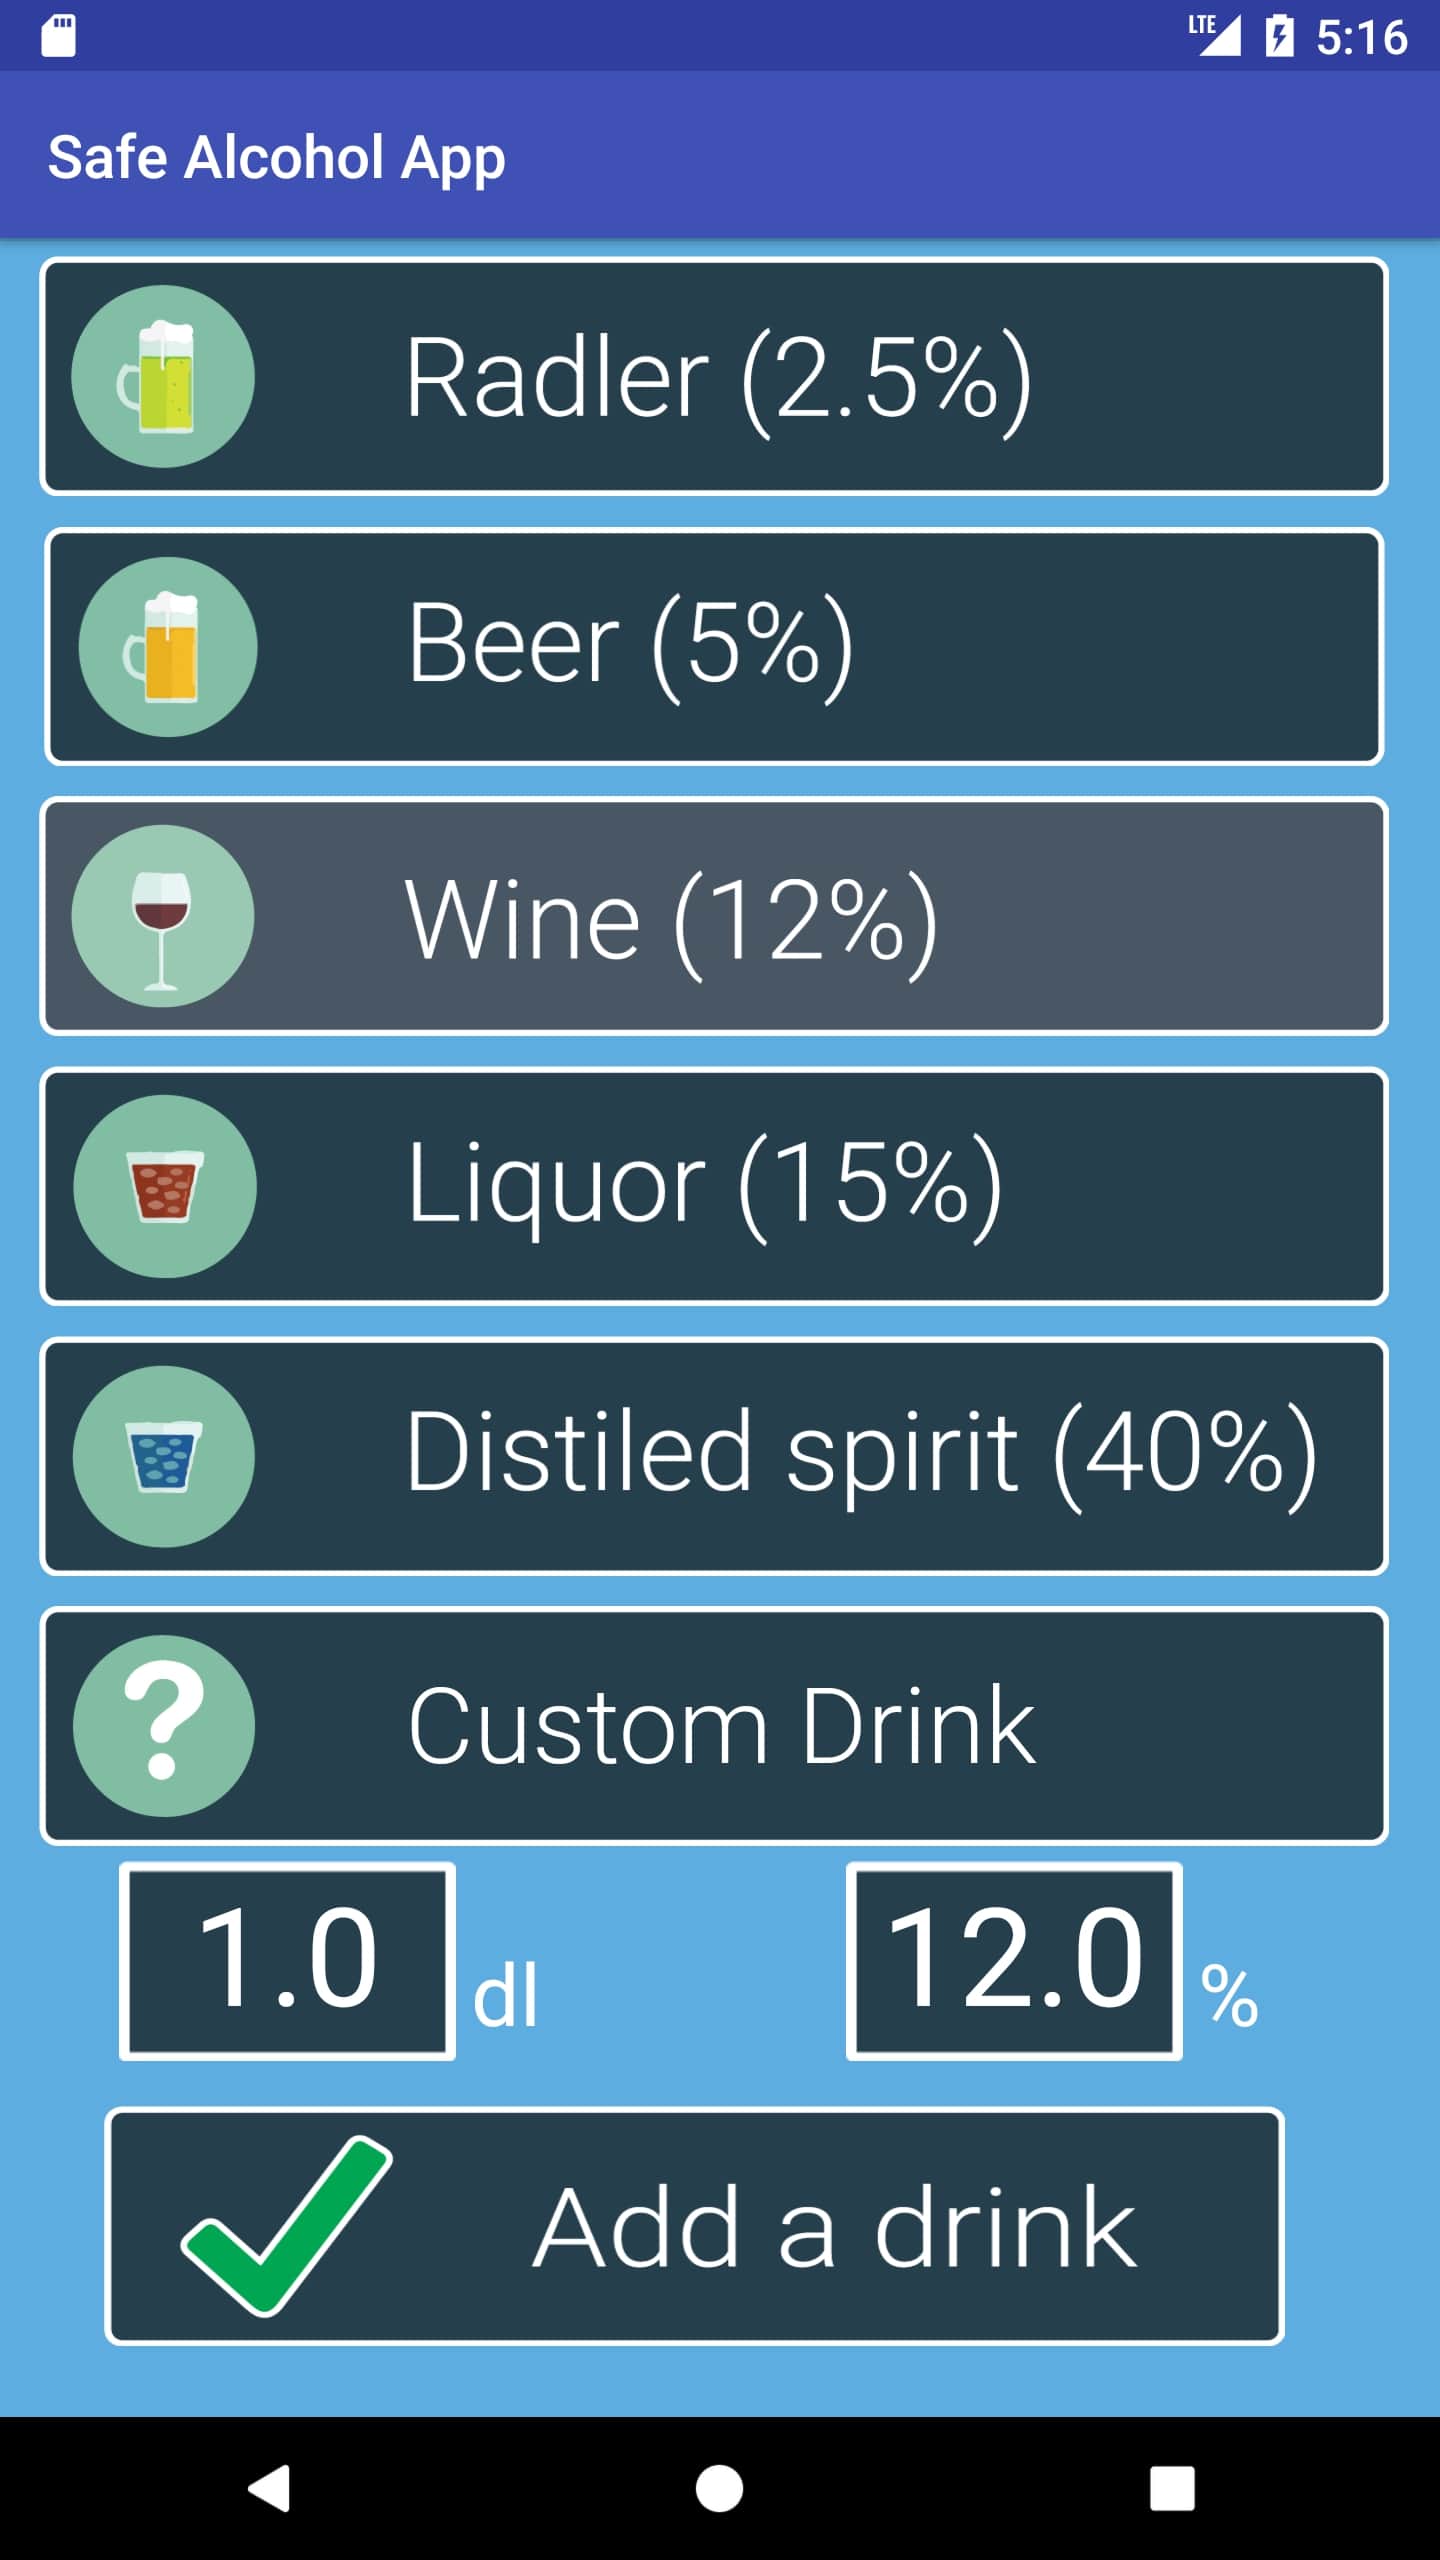 LTE 5:16
Safe Alcohol App
Radler (2.5%)
Beer (5%)
Wine (12%)
Liquor (15%)
Distiled spirit (40%)
? Custom Drink
1.0 dl 12.0 %
Add a drink